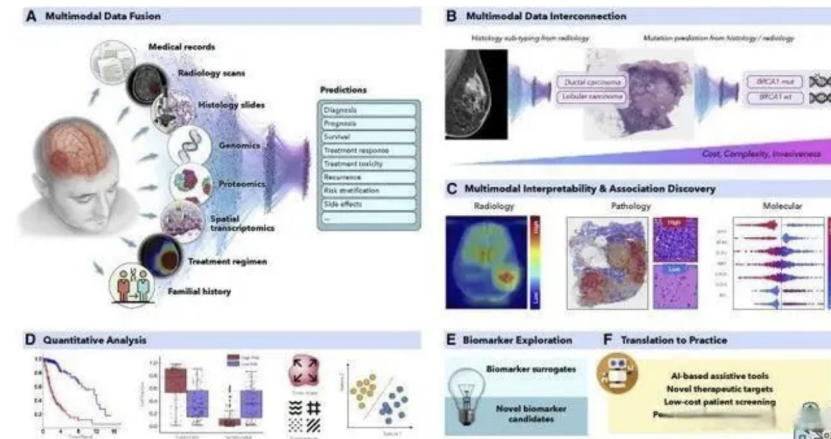 A Multimodal Data Fusion
Medical records
Radiology scans
Histology slides
Genomics
Proteomics
Spatial
transcriptomics
Treatment regimen
Familial history
Predictions
Diagnosis
Prognosis
Survival
Treatment response
Treatment toxicity
Recurrence
Risk stratification
Side effects
...
B Multimodal Data Interconnection
Histology sub-typing from radiology
Mutation prediction from histology / radiology
Ductal carcinoma
Lobular carcinoma
BRCA1 mut
BRCA1 wt
Cost, Complexity, Invasiveness
C Multimodal Interpretability & Association Discovery
Radiology
Pathology
Molecular
High
Low
High
Low
D Quantitative Analysis
High Risk
Low Risk
E Biomarker Exploration
Biomarker surrogates
Novel biomarker
candidates
F Translation to Practice
AI-based assistive tools
Novel therapeutic targets
Low-cost patient screening